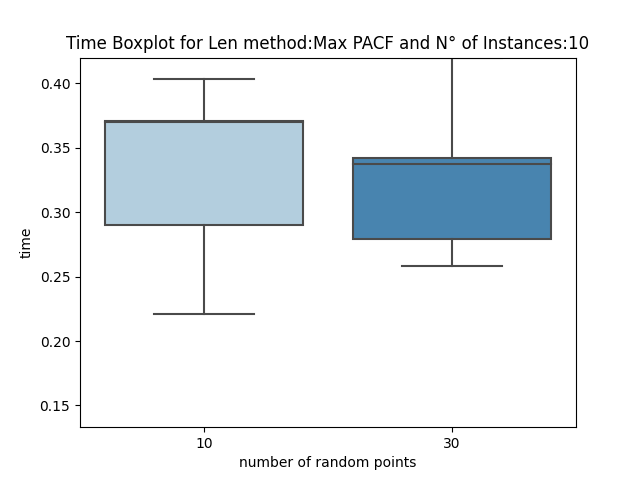 Time Boxplot for Len method:Max PACF and N° of Instances:10
0.40
0.35
0.30
0.25
0.20
0.15
time
10
30
number of random points